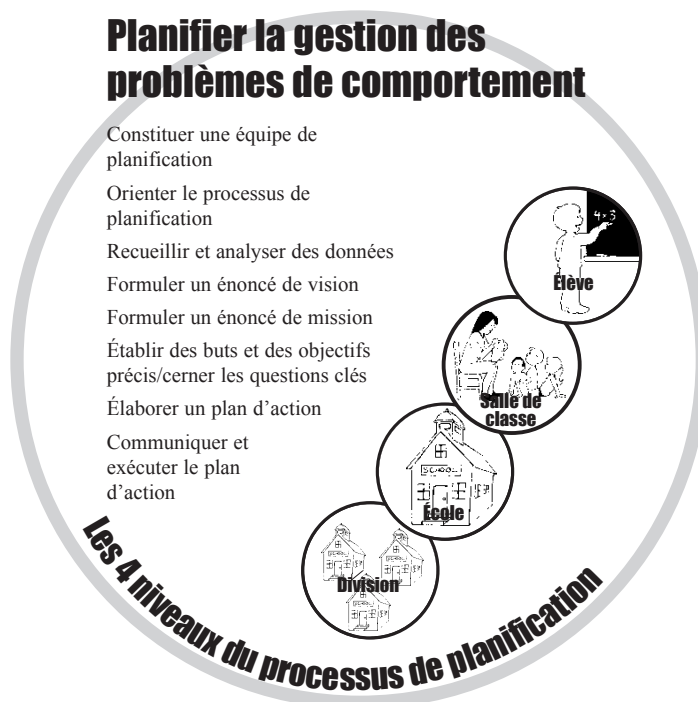 Planifier la gestion des
problèmes de comportement
Constituer une équipe de
planification
Orienter le processus de
planification
Recueillir et analyser des données
Formuler un énoncé de vision
Formuler un énoncé de mission
Établir des buts et des objectifs
précis/cerner les questions clés
Élaborer un plan d'action
Communiquer et
exécuter le plan
d'action
4×3
Élève
Salle de
classe
SCHOOL
École
Division
Les 4 niveaux du processus de planification